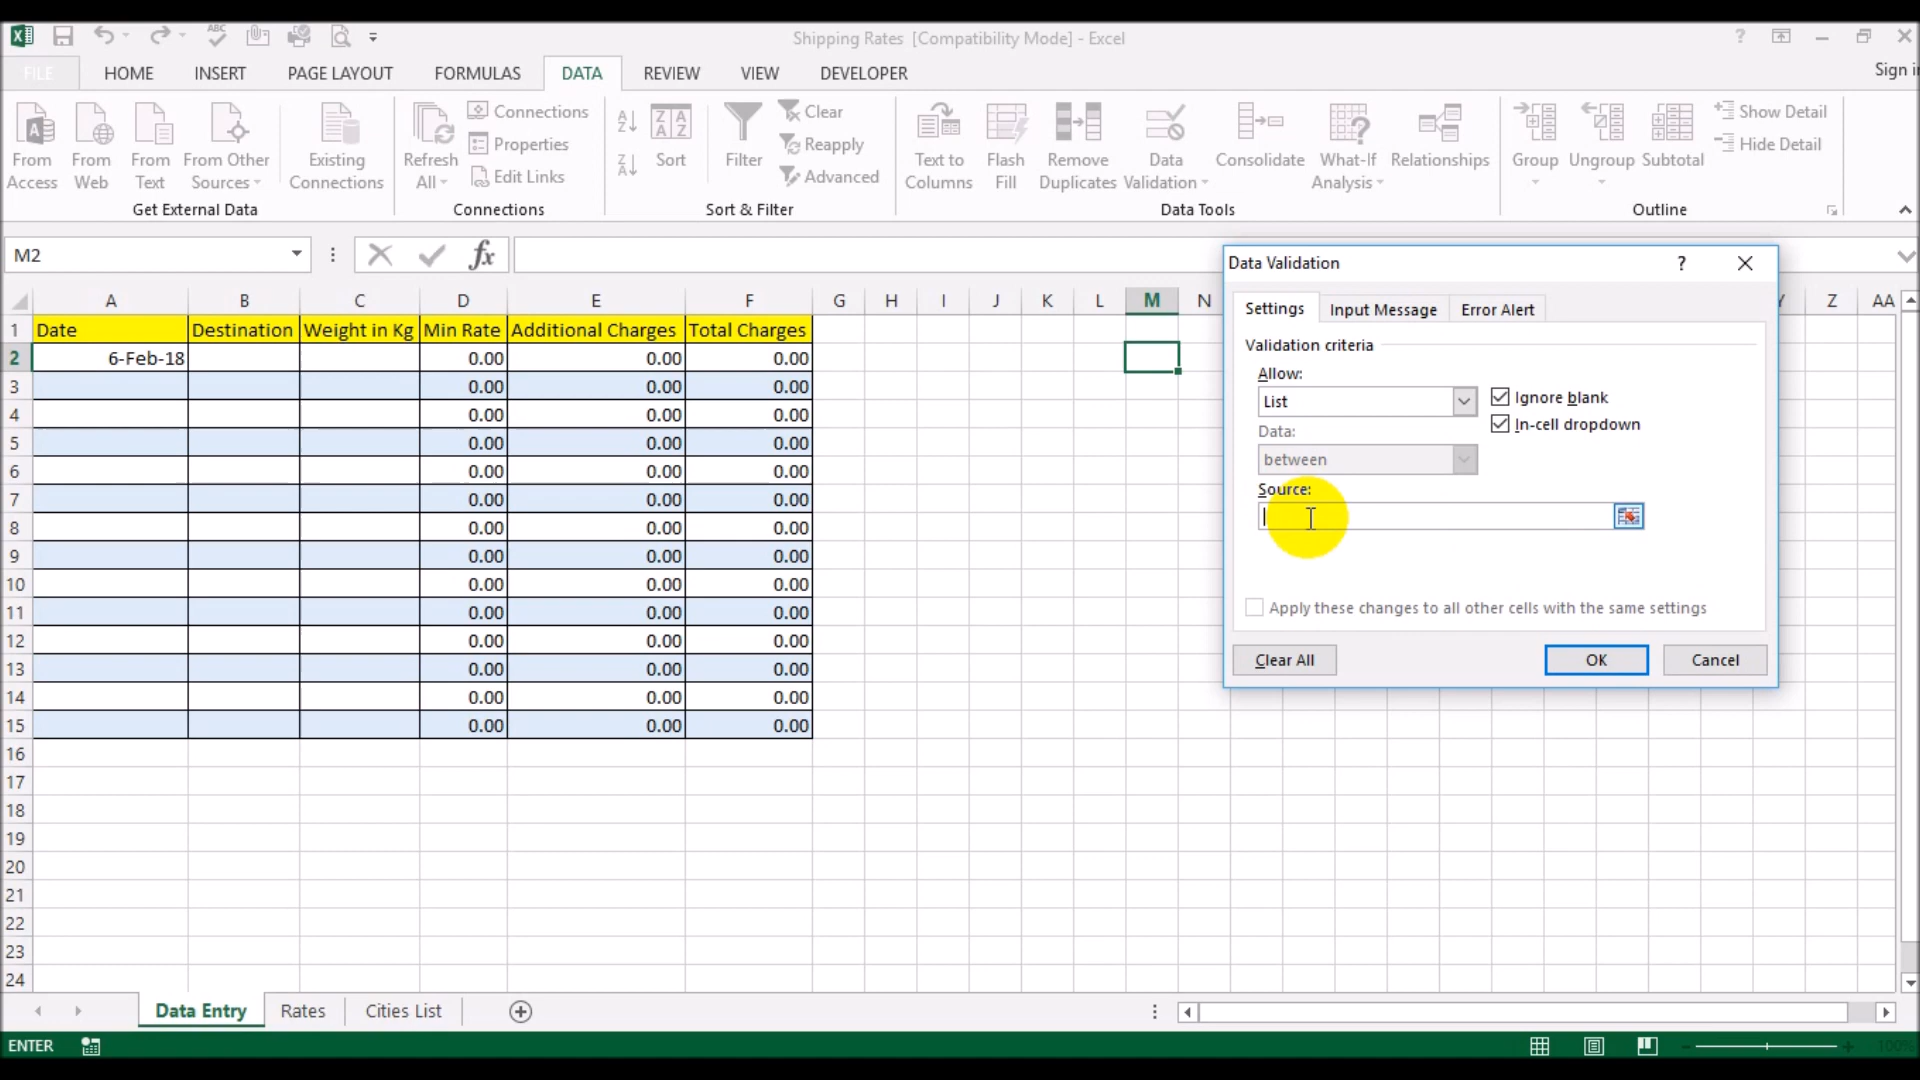 Shipping Rates [Compatibility Mode] - Excel
FILE HOME INSERT PAGE LAYOUT FORMULAS DATA REVIEW VIEW DEVELOPER Sign in
From Access
From Web
From Text
From Other Sources
Existing Connections
Get External Data
Refresh All
Connections
Properties
Edit Links
Connections
Sort
Filter
Clear
Reapply
Advanced
Sort & Filter
Text to Columns
Flash Fill
Remove Duplicates
Data Validation
Consolidate
What-If Analysis
Relationships
Data Tools
Group
Ungroup
Subtotal
Show Detail
Hide Detail
Outline
M2
fx
A B C D E F G H I J K L M N Y Z AA
1 Date Destination Weight in Kg Min Rate Additional Charges Total Charges
2 6-Feb-18 0.00 0.00 0.00
3 0.00 0.00 0.00
4 0.00 0.00 0.00
5 0.00 0.00 0.00
6 0.00 0.00 0.00
7 0.00 0.00 0.00
8 0.00 0.00 0.00
9 0.00 0.00 0.00
10 0.00 0.00 0.00
11 0.00 0.00 0.00
12 0.00 0.00 0.00
13 0.00 0.00 0.00
14 0.00 0.00 0.00
15 0.00 0.00 0.00
16
17
18
19
20
21
22
23
24
Data Validation ?
Settings Input Message Error Alert
Validation criteria
Allow:
List
Ignore blank
In-cell dropdown
Data:
between
Source:
Apply these changes to all other cells with the same settings
Clear All OK Cancel
Data Entry Rates Cities List
ENTER 100%